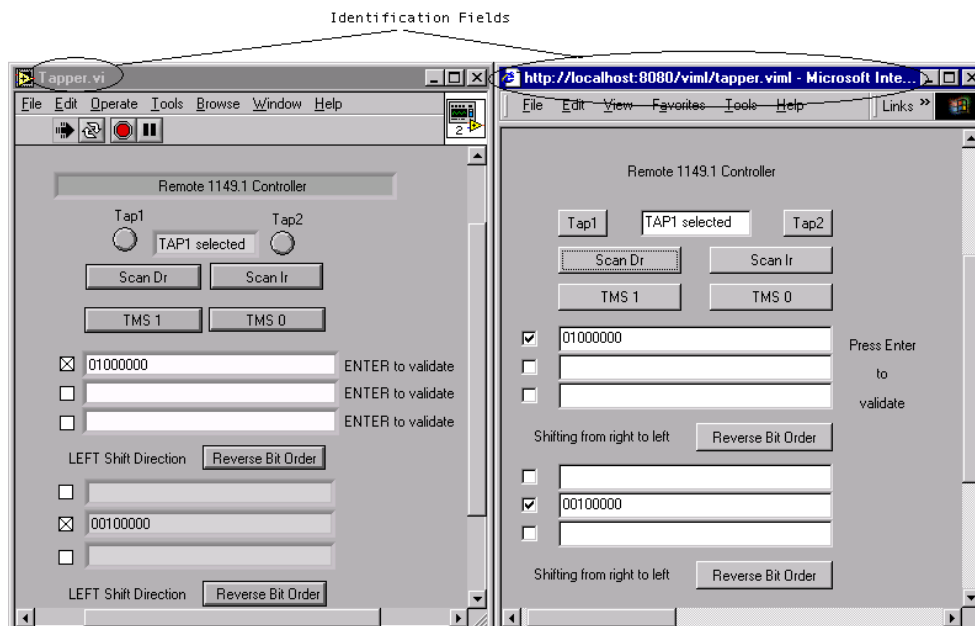 Identification Fields
Tapper.vi
File Edit Operate Tools Browse Window Help
2
Remote 1149.1 Controller
Tap1
Tap2
TAP1 selected
Scan Dr
Scan Ir
TMS 1
TMS 0
01000000
ENTER to validate
ENTER to validate
ENTER to validate
LEFT Shift Direction
Reverse Bit Order
00100000
LEFT Shift Direction
Reverse Bit Order
http://localhost:8080/viml/tapper.viml - Microsoft Inte...
File Edit View Favorites Tools Help
Links »
Remote 1149.1 Controller
Tap1
TAP1 selected
Tap2
Scan Dr
Scan Ir
TMS 1
TMS 0
01000000
Press Enter
to
validate
Shifting from right to left
Reverse Bit Order
00100000
Shifting from right to left
Reverse Bit Order